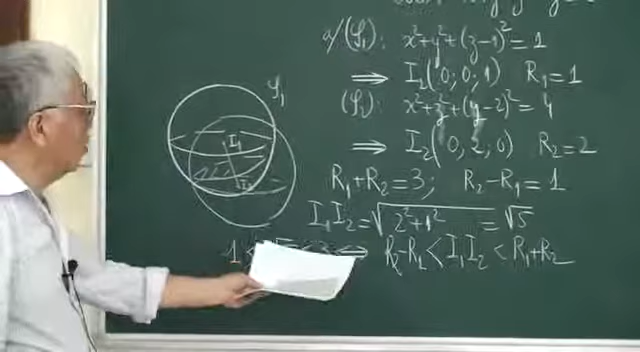 a/ (S₁): x²+y²+(z-1)²=1
⟹ I₁(0; 0; 1) R₁=1
(S₂): x²+z²+(y-2)²=4
⟹ I₂(0, 2, 0) R₂=2
R₁+R₂=3; R₂-R₁=1
I₁I₂=√2²+1² =√5
⟺ R₂-R₁<I₁I₂<R₁+R₂
S₁
I₁
I₂